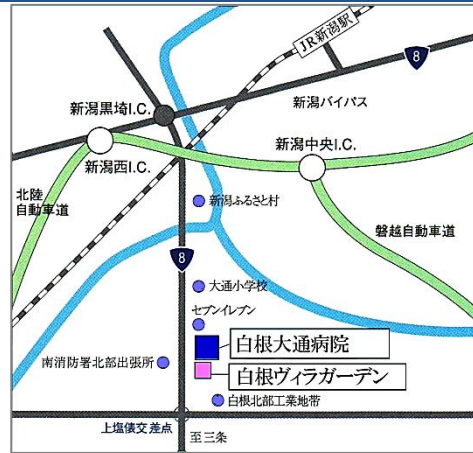 JR新潟駅
8
新潟バイパス
新潟黒埼I.C.
新潟西I.C.
新潟中央I.C.
北陸
自動車道
新潟ふるさと村
磐越自動車道
8
大通小学校
セブンイレブン
白根大通病院
南消防署北部出張所
白根ヴィラガーデン
白根北部工業地帯
上塩俵交差点
至三条